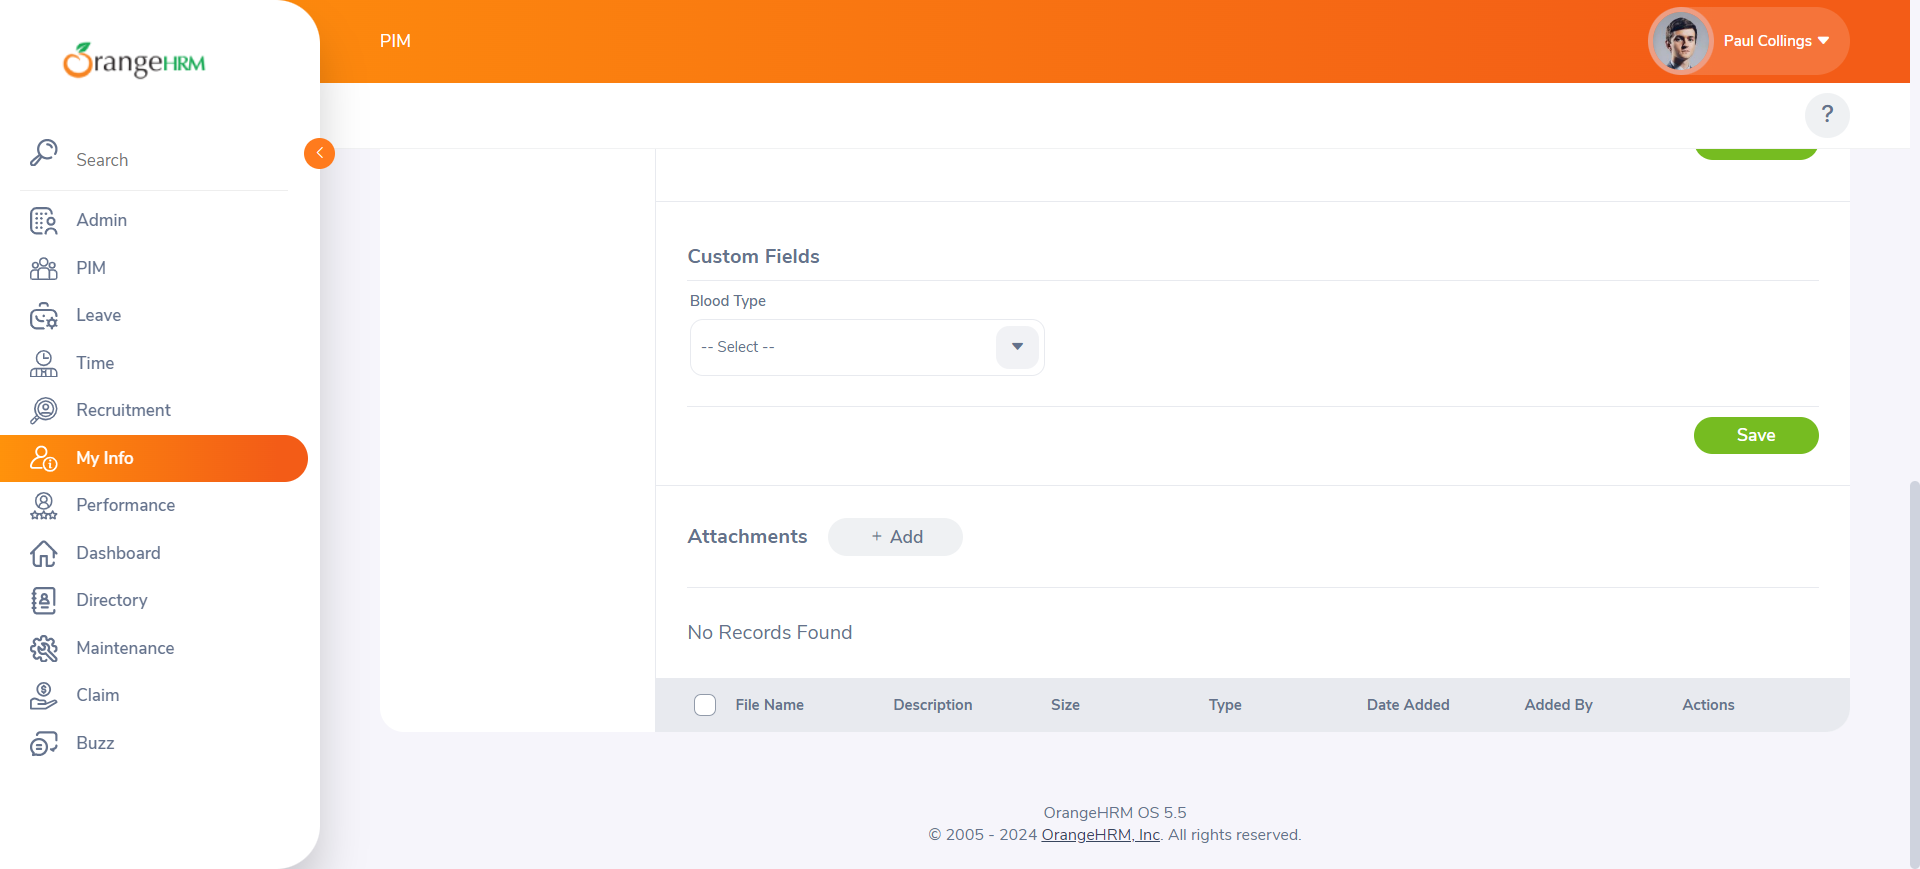 OrangeHRM
PIM
Paul Collings
?
Search
Admin
PIM
Leave
Time
Recruitment
My Info
Performance
Dashboard
Directory
Maintenance
Claim
Buzz
Custom Fields
Blood Type
-- Select --
Save
Attachments
+ Add
No Records Found
File Name Description Size Type Date Added Added By Actions
OrangeHRM OS 5.5
© 2005 - 2024 OrangeHRM, Inc. All rights reserved.